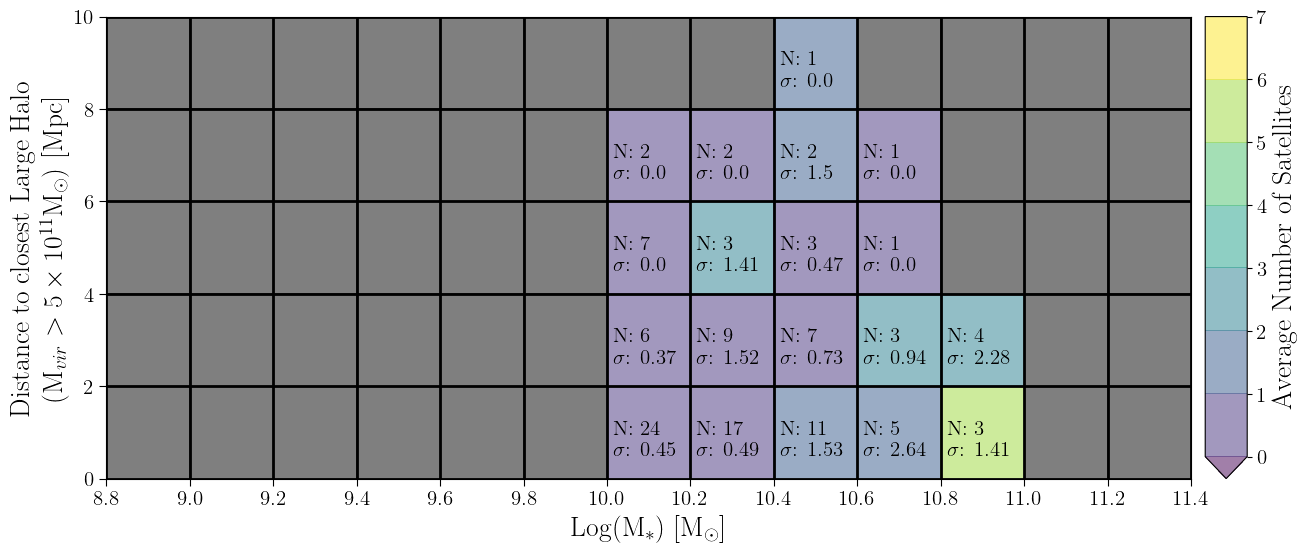 10
8
6
4
2
0
Distance to closest Large Halo
(M_{vir} > 5 × 10^{11}M_⊙) [Mpc]
N: 1
σ: 0.0
N: 2
σ: 0.0
N: 2
σ: 0.0
N: 2
σ: 1.5
N: 1
σ: 0.0
N: 7
σ: 0.0
N: 3
σ: 1.41
N: 3
σ: 0.47
N: 1
σ: 0.0
N: 6
σ: 0.37
N: 9
σ: 1.52
N: 7
σ: 0.73
N: 3
σ: 0.94
N: 4
σ: 2.28
N: 24
σ: 0.45
N: 17
σ: 0.49
N: 11
σ: 1.53
N: 5
σ: 2.64
N: 3
σ: 1.41
8.8 9.0 9.2 9.4 9.6 9.8 10.0 10.2 10.4 10.6 10.8 11.0 11.2 11.4
Log(M_*) [M_⊙]
7
6
5
4
3
2
1
0
Average Number of Satellites